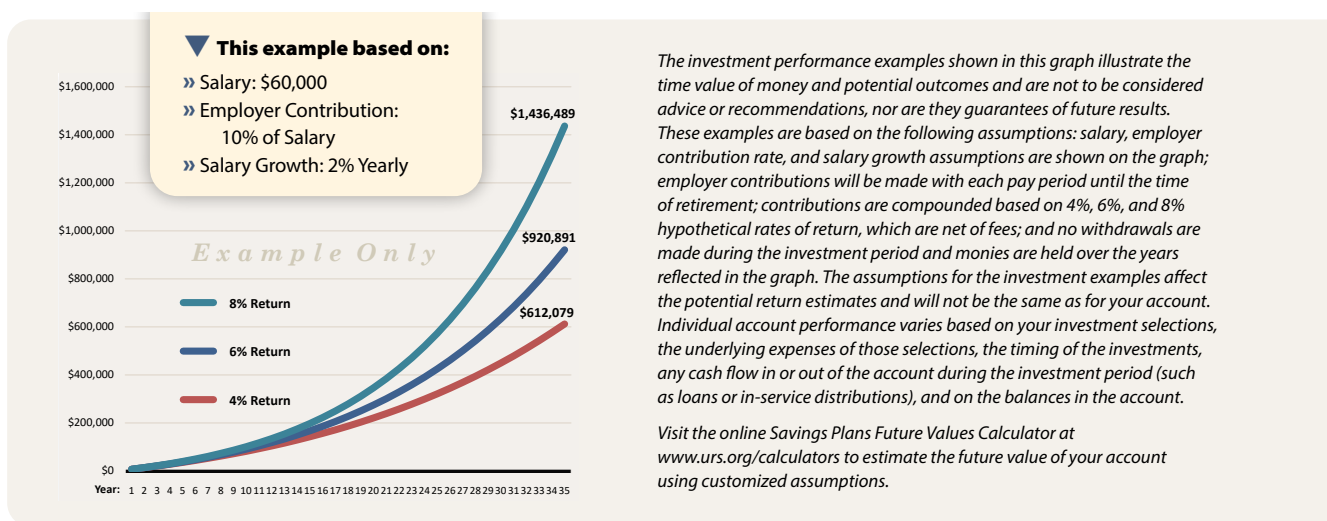 This example based on:
» Salary: $60,000
» Employer Contribution:
10% of Salary
» Salary Growth: 2% Yearly
$1,600,000
$1,400,000
$1,200,000
$1,000,000
$800,000
$600,000
$400,000
$200,000
$0
$1,436,489
$920,891
$612,079
Example Only
8% Return
6% Return
4% Return
Year: 1 2 3 4 5 6 7 8 9 10 11 12 13 14 15 16 17 18 19 20 21 22 23 24 25 26 27 28 29 30 31 32 33 34 35
The investment performance examples shown in this graph illustrate the
time value of money and potential outcomes and are not to be considered
advice or recommendations, nor are they guarantees of future results.
These examples are based on the following assumptions: salary, employer
contribution rate, and salary growth assumptions are shown on the graph;
employer contributions will be made with each pay period until the time
of retirement; contributions are compounded based on 4%, 6%, and 8%
hypothetical rates of return, which are net of fees; and no withdrawals are
made during the investment period and monies are held over the years
reflected in the graph. The assumptions for the investment examples affect
the potential return estimates and will not be the same as for your account.
Individual account performance varies based on your investment selections,
the underlying expenses of those selections, the timing of the investments,
any cash flow in or out of the account during the investment period (such
as loans or in-service distributions), and on the balances in the account.
Visit the online Savings Plans Future Values Calculator at
www.urs.org/calculators to estimate the future value of your account
using customized assumptions.